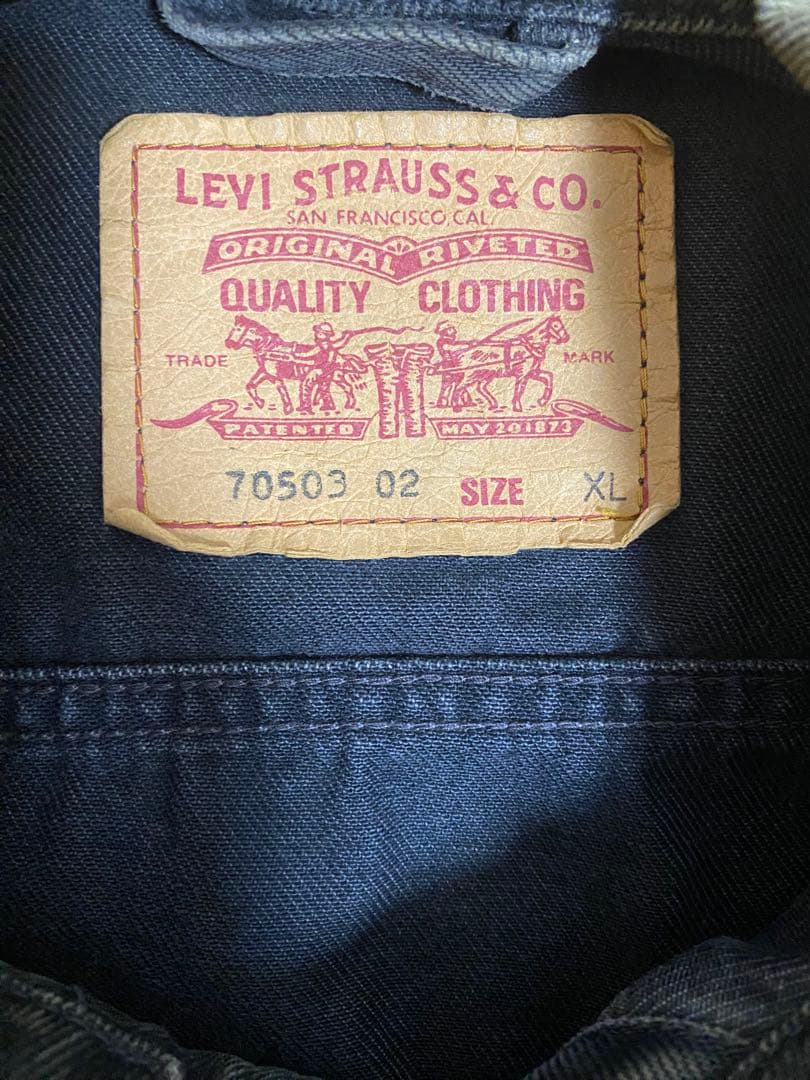 LEVI STRAUSS & CO.
SAN FRANCISCO CAL.
ORIGINAL RIVETED
QUALITY CLOTHING
TRADE MARK
PATENTED MAY 20 1873
70503 02 SIZE XL